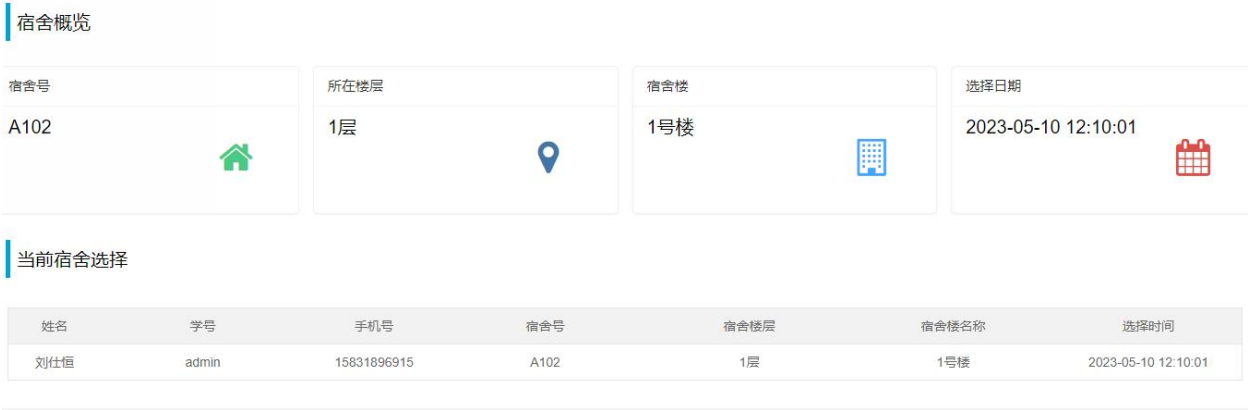 宿舍概览
宿舍号 所在楼层 宿舍楼 选择日期
A102 1层 1号楼 2023-05-10 12:10:01
当前宿舍选择
姓名 学号 手机号 宿舍号 宿舍楼层 宿舍楼名称 选择时间
刘仕恒 admin 15831896915 A102 1层 1号楼 2023-05-10 12:10:01